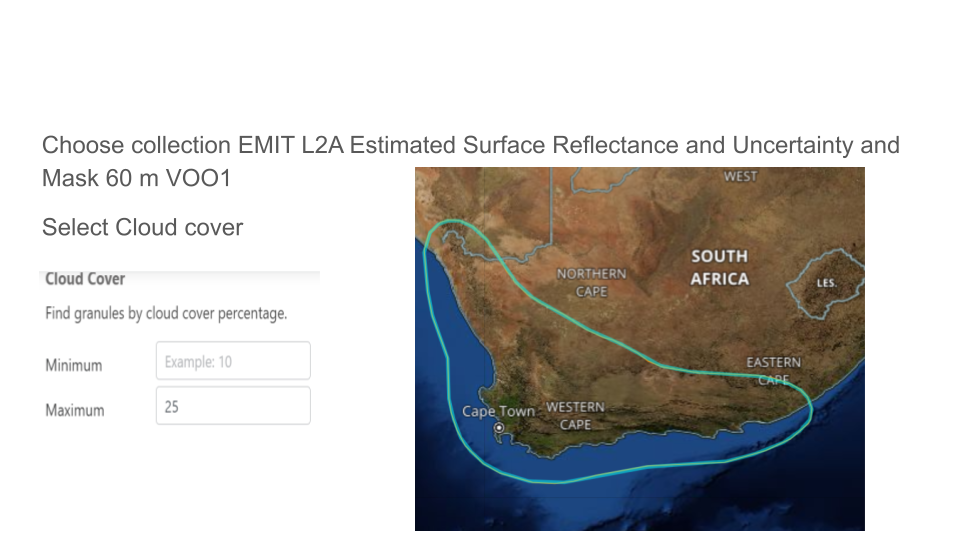 Choose collection EMIT L2A Estimated Surface Reflectance and Uncertainty and
Mask 60 m VOO1
Select Cloud cover
Cloud Cover
Find granules by cloud cover percentage.
Minimum
Example: 10
Maximum
25
WEST
SOUTH
AFRICA
NORTHERN
CAPE
LES.
EASTERN
CAPE
Cape Town
WESTERN
CAPE